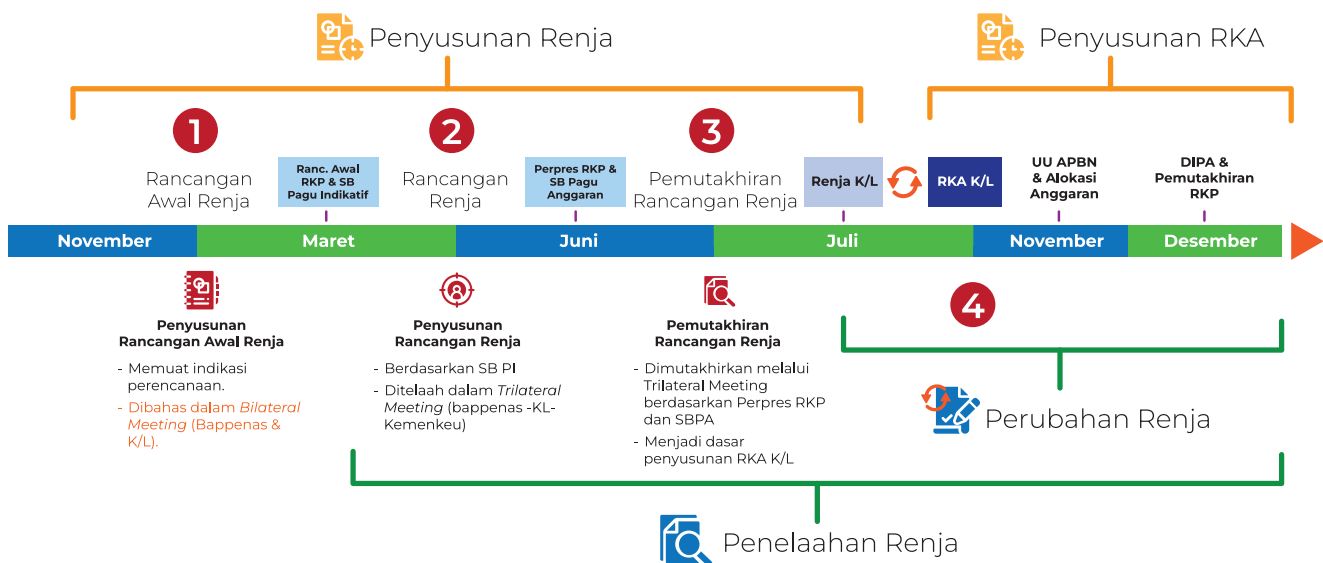 Penyusunan Renja
Penyusunan RKA
1
2
3
Rancangan
Awal Renja
Ranc. Awal
RKP & SB
Pagu Indikatif
Rancangan
Renja
Perpres RKP &
SB Pagu
Anggaran
Pemutakhiran
Rancangan Renja
Renja K/L
RKA K/L
UU APBN
& Alokasi
Anggaran
DIPA &
Pemutakhiran
RKP
November
Maret
Juni
Juli
November
Desember
Penyusunan
Rancangan Awal Renja
- Memuat indikasi
perencanaan.
- Dibahas dalam Bilateral
Meeting (Bappenas &
K/L).
Penyusunan
Rancangan Renja
- Berdasarkan SB PI
- Ditelaah dalam Trilateral
Meeting (bappenas -KL-
Kemenkeu)
Pemutakhiran
Rancangan Renja
- Dimutakhirkan melalui
Trilateral Meeting
berdasarkan Perpres RKP
dan SBPA
- Menjadi dasar
penyusunan RKA K/L
4
Perubahan Renja
Penelaahan Renja